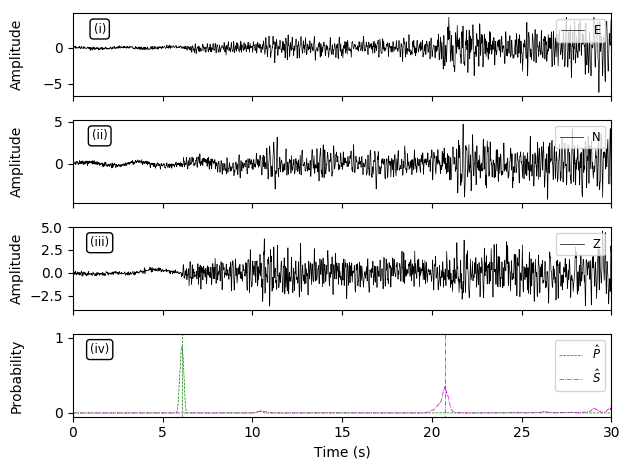 (i)
E
Amplitude
0
−5
(ii)
N
Amplitude
5
0
(iii)
Z
Amplitude
5.0
2.5
0.0
−2.5
(iv)
P̂
Ŝ
Probability
1
0
0 5 10 15 20 25 30
Time (s)